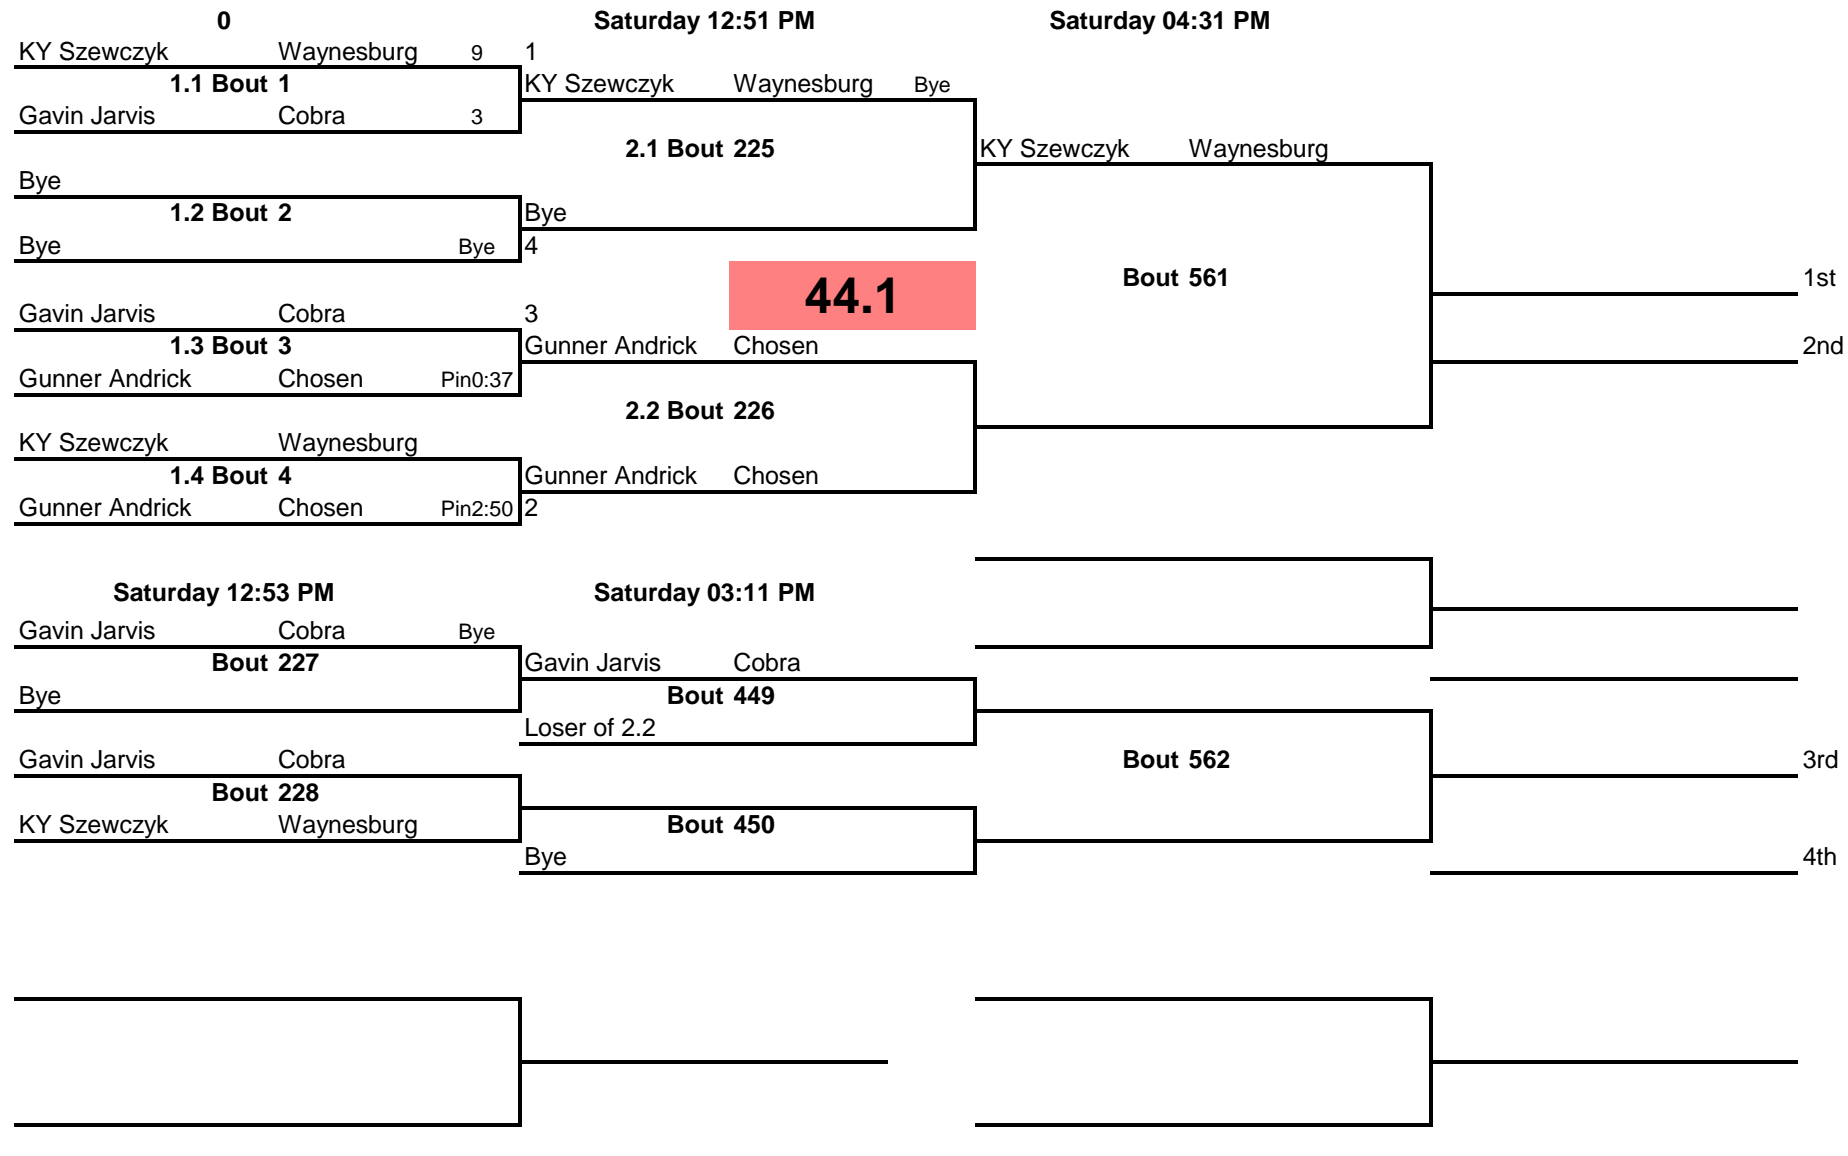 0 Saturday 12:51 PM Saturday 04:31 PM
KY Szewczyk Waynesburg 9 1
1.1 Bout 1 KY Szewczyk Waynesburg Bye
Gavin Jarvis Cobra 3
2.1 Bout 225 KY Szewczyk Waynesburg
Bye
1.2 Bout 2 Bye
Bye Bye 4
44.1 Bout 561 1st
Gavin Jarvis Cobra 3
1.3 Bout 3 Gunner Andrick Chosen 2nd
Gunner Andrick Chosen Pin0:37
2.2 Bout 226
KY Szewczyk Waynesburg
1.4 Bout 4 Gunner Andrick Chosen
Gunner Andrick Chosen Pin2:50 2
Saturday 12:53 PM Saturday 03:11 PM
Gavin Jarvis Cobra Bye
Bout 227 Gavin Jarvis Cobra
Bye Bout 449
Loser of 2.2
Gavin Jarvis Cobra Bout 562 3rd
Bout 228
KY Szewczyk Waynesburg Bout 450
Bye 4th